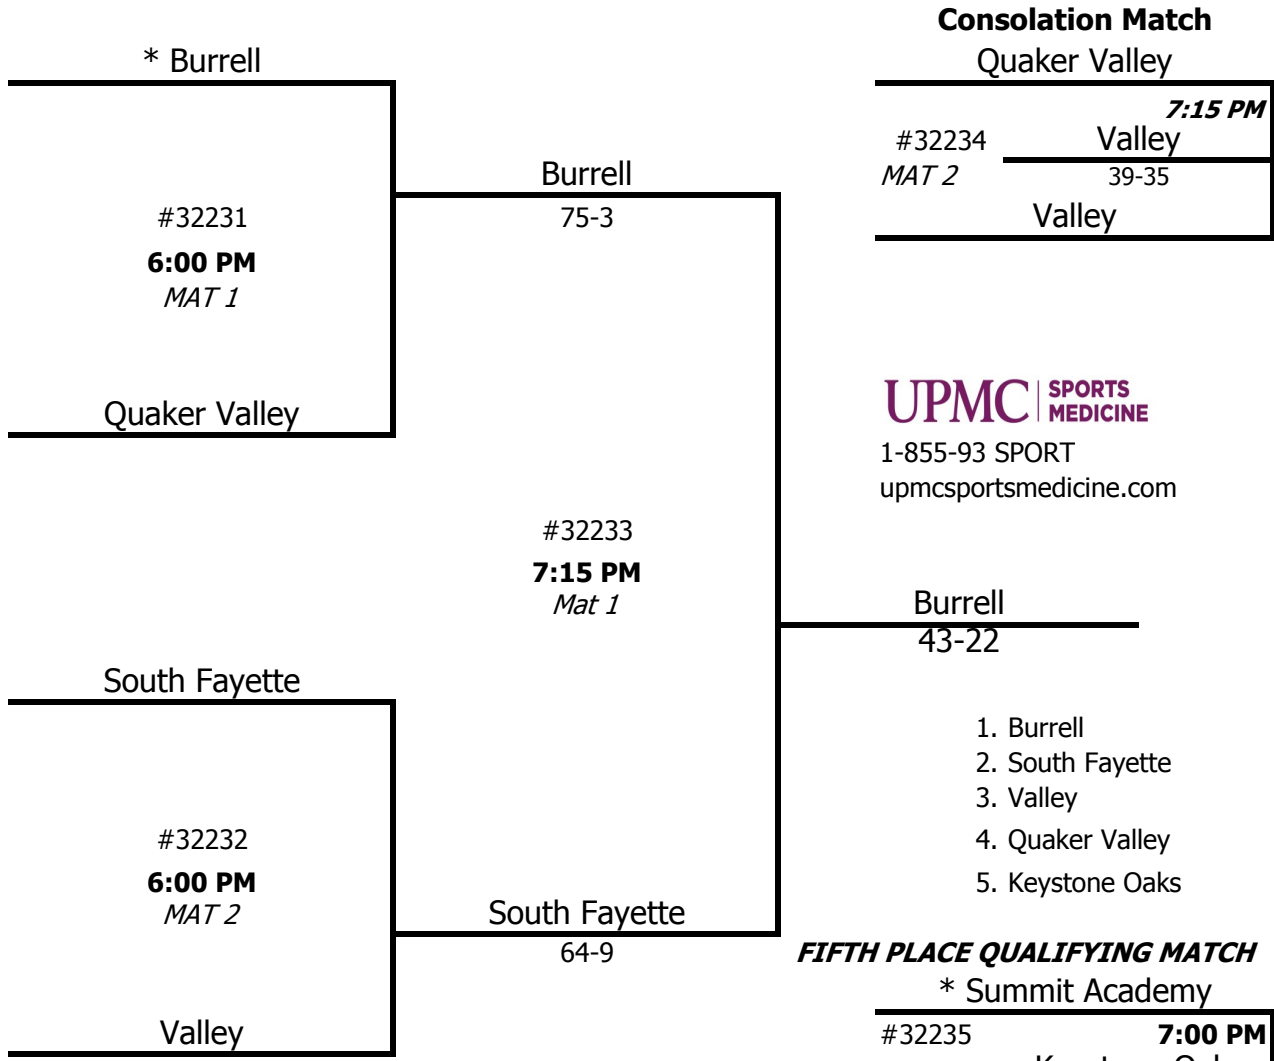 Consolation Match
* Burrell
Quaker Valley
7:15 PM
#32234
Valley
MAT 2
39-35
Valley
Burrell
75-3
#32231
6:00 PM
MAT 1
Quaker Valley
UPMC SPORTS MEDICINE
1-855-93 SPORT
upmcsportsmedicine.com
#32233
7:15 PM
Mat 1
Burrell
43-22
South Fayette
1. Burrell
2. South Fayette
3. Valley
4. Quaker Valley
5. Keystone Oaks
#32232
6:00 PM
MAT 2
South Fayette
64-9
FIFTH PLACE QUALIFYING MATCH
* Summit Academy
Valley
#32235
7:00 PM